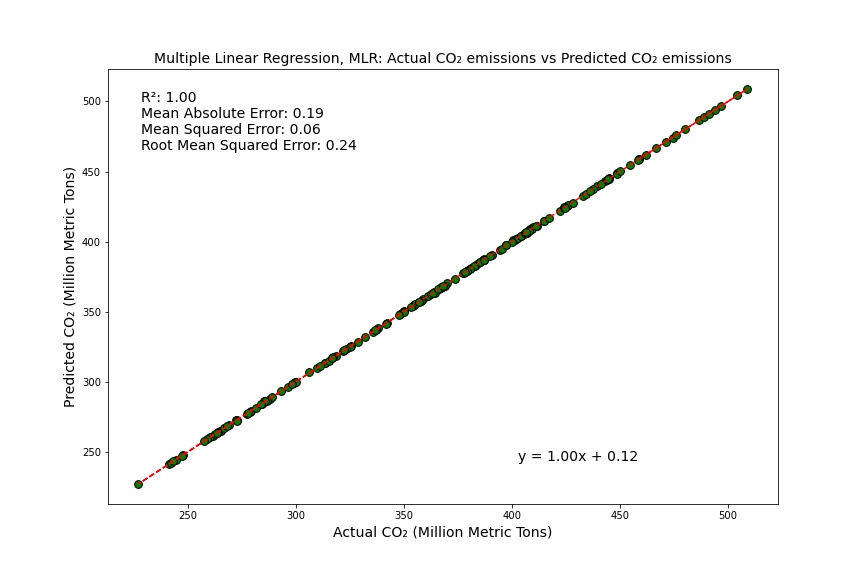 Multiple Linear Regression, MLR: Actual CO₂ emissions vs Predicted CO₂ emissions
R²: 1.00
Mean Absolute Error: 0.19
Mean Squared Error: 0.06
Root Mean Squared Error: 0.24
Predicted CO₂ (Million Metric Tons)
500
450
400
350
300
250
y = 1.00x + 0.12
250 300 350 400 450 500
Actual CO₂ (Million Metric Tons)